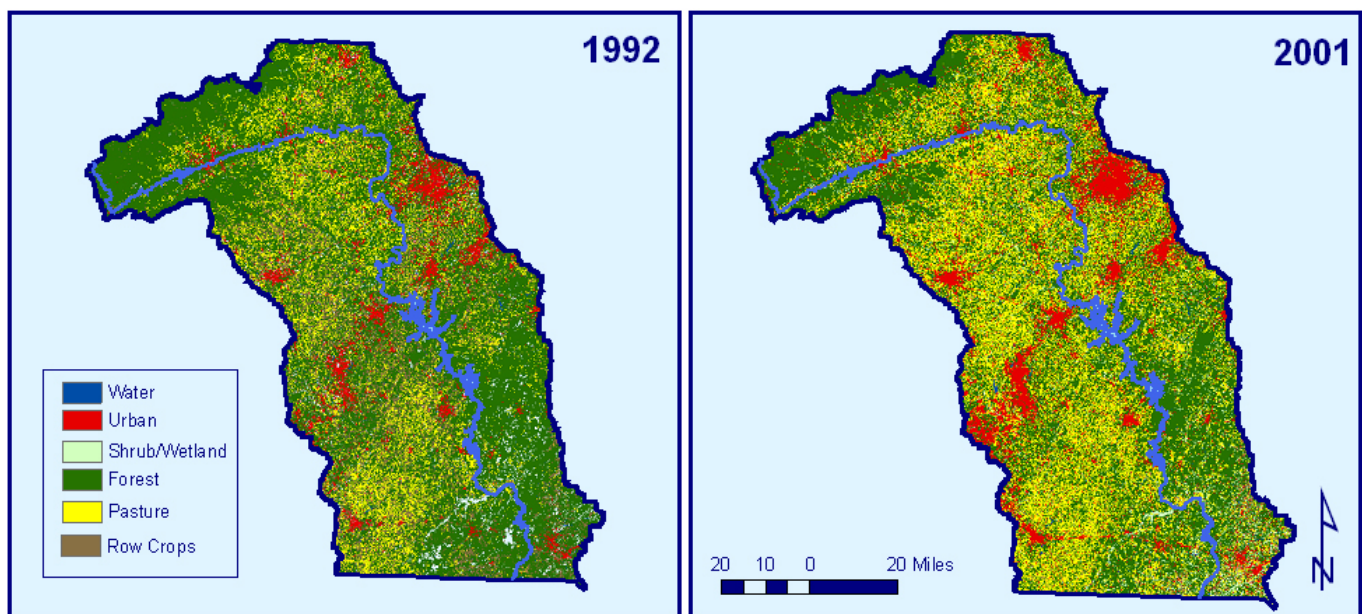 1992
2001
Water
Urban
Shrub/Wetland
Forest
Pasture
Row Crops
20 10 0 20 Miles
N